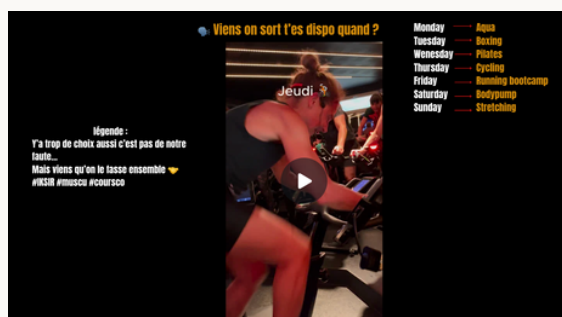 Viens on sort t'es dispo quand ?
Jeudi
légende :
Y'a trop de choix aussi c'est pas de notre
faute...
Mais viens qu'on le fasse ensemble 🤝
#IKSIR #muscu #coursco
Monday → Aqua
Tuesday → Boxing
Wenesday → Pilates
Thursday → Cycling
Friday → Running bootcamp
Saturday → Bodypump
Sunday → Stretching